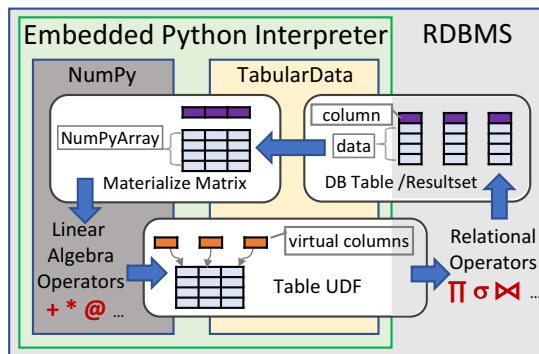 Embedded Python Interpreter
RDBMS
NumPy
TabularData
NumPyArray
Materialize Matrix
column
data
DB Table /Resultset
Linear
Algebra
Operators
+ * @ ...
virtual columns
Table UDF
Relational
Operators
∏ σ ⋈ ...